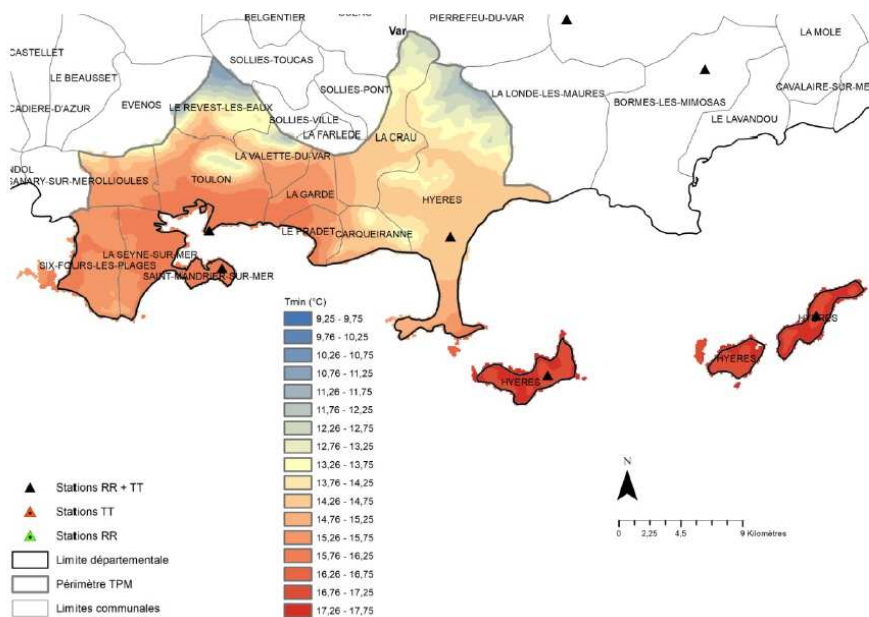 BELGENTIER
PIERREFEU-DU-VAR
Var
CASTELLET
LA MOLE
SOLLIES-TOUCAS
LE BEAUSSET
SOLLIES-PONT
LA LONDE-LES-MAURES
CAVALAIRE-SUR-ME
CADIERE-D'AZUR
EVENOS
LE REVEST-LES-EAUX
BORMES-LES-MIMOSAS
SOLLIES-VILLE
LE LAVANDOU
LA FARLEDE
LA CRAU
LA VALETTE-DU-VAR
NDOL
SANARY-SUR-MER
OLLIOULES
TOULON
LA GARDE
HYERES
LE PRADET
CARQUEIRANNE
LA SEYNE-SUR-MER
SIX-FOURS-LES-PLAGES
SAINT-MANDRIER-SUR-MER
HYERES
HYERES
HYERES
Tmin (°C)
9,25 - 9,75
9,76 - 10,25
10,26 - 10,75
10,76 - 11,25
11,26 - 11,75
11,76 - 12,25
12,26 - 12,75
12,76 - 13,25
13,26 - 13,75
13,76 - 14,25
14,26 - 14,75
14,76 - 15,25
15,26 - 15,75
15,76 - 16,25
16,26 - 16,75
16,76 - 17,25
17,26 - 17,75
Stations RR + TT
Stations TT
Stations RR
Limite départementale
Périmètre TPM
Limites communales
N
0 2,25 4,5 9 Kilomètres